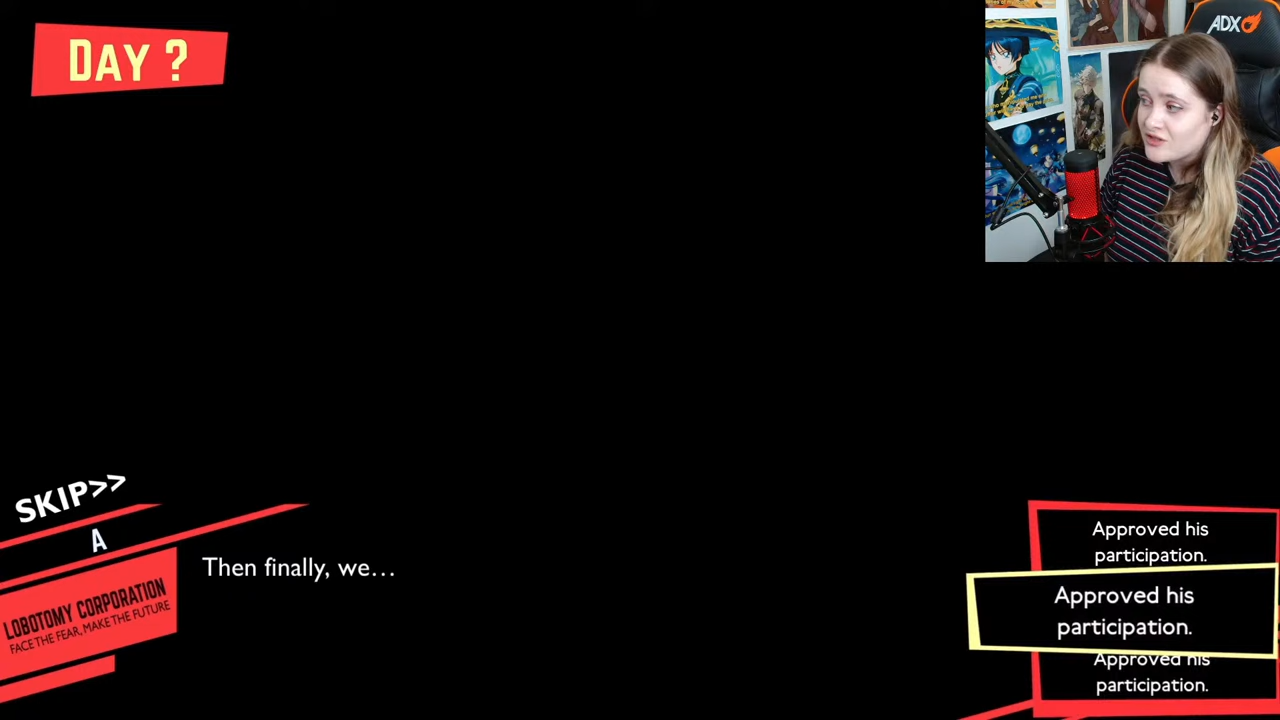 DAY ?
ADX
SKIP>>
A
LOBOTOMY CORPORATION
FACE THE FEAR, MAKE THE FUTURE
Then finally, we...
Approved his
participation.
Approved his
participation.
Approved his
participation.